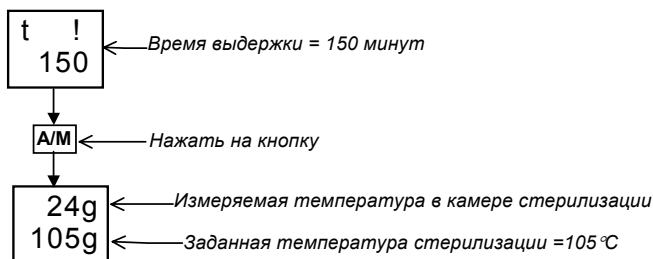 t !
150
Время выдержки = 150 минут
A/M
Нажать на кнопку
24g
Измеряемая температура в камере стерилизации
105g
Заданная температура стерилизации =105°C